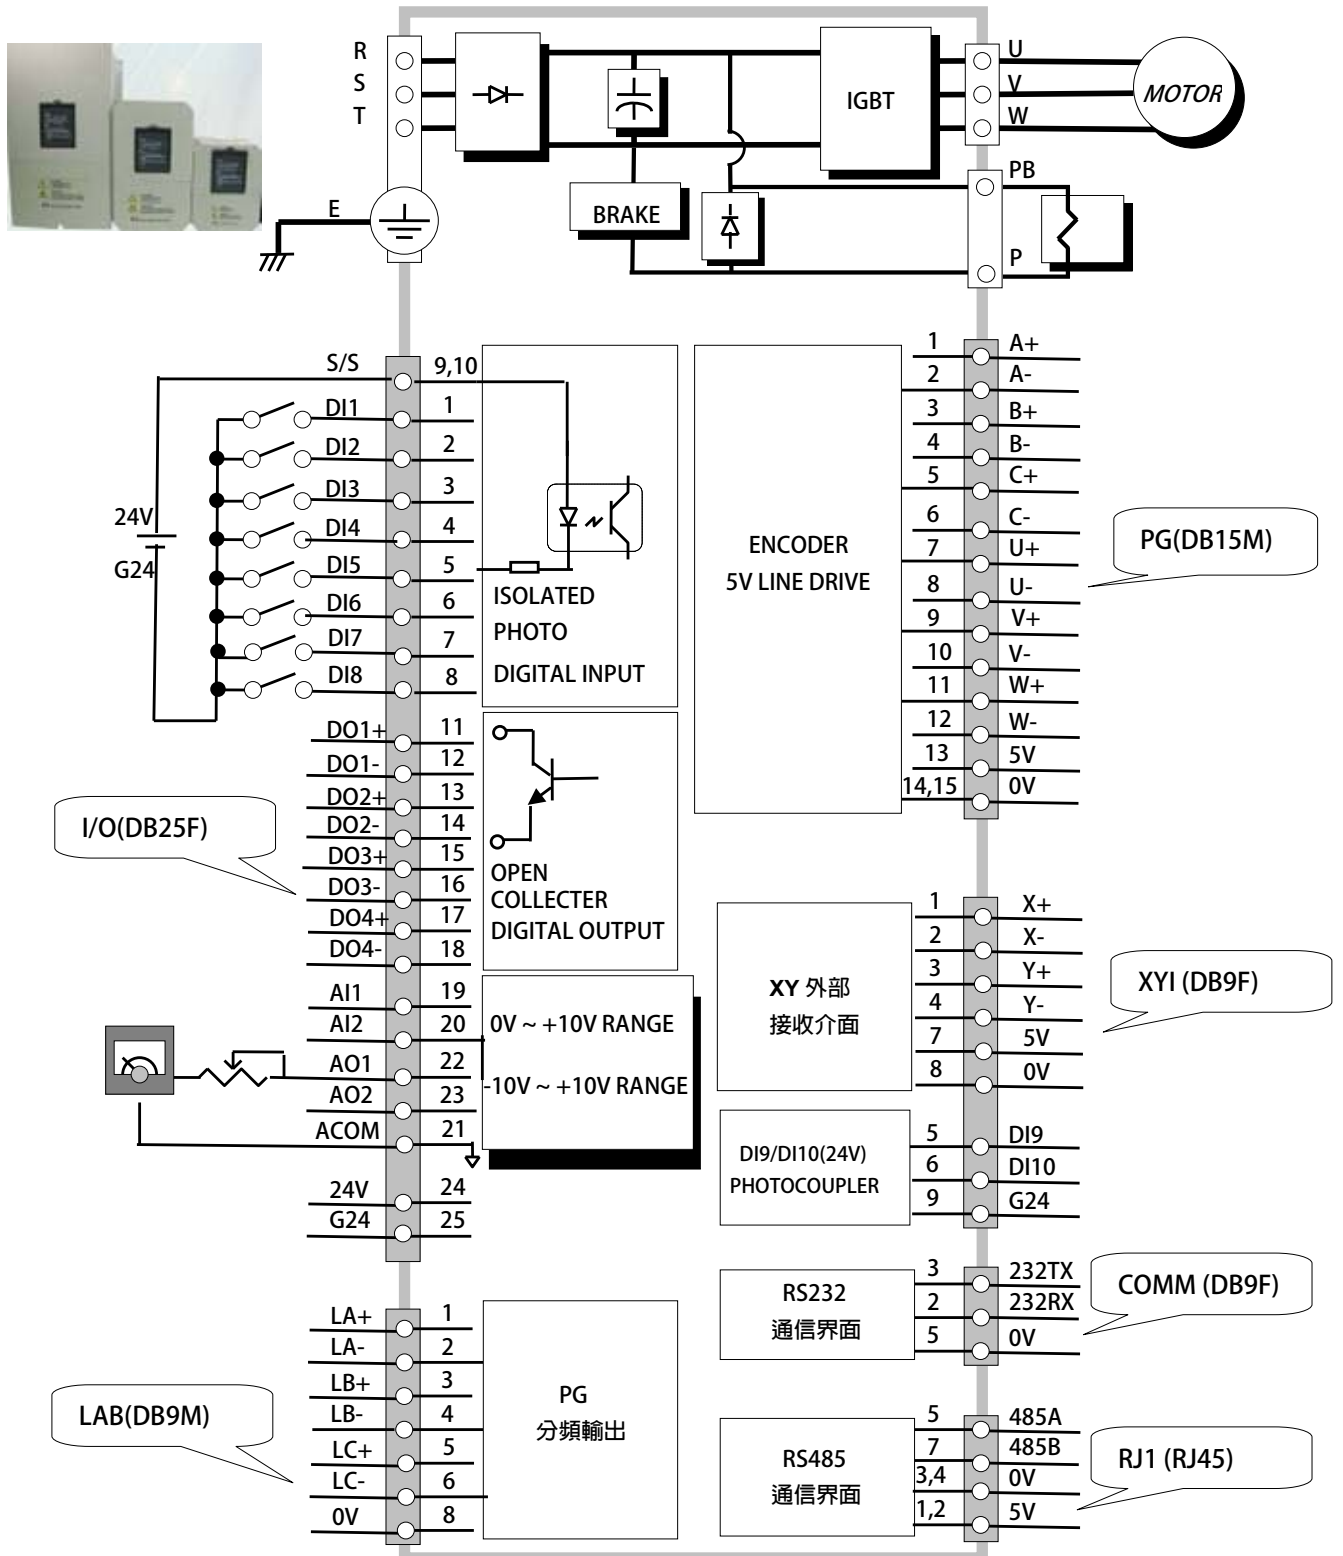 R
S
T
E
IGBT
BRAKE
U
V
W
MOTOR
PB
P
S/S 9,10
DI1 1
DI2 2
DI3 3
DI4 4
DI5 5
DI6 6
DI7 7
DI8 8
24V
G24
ISOLATED
PHOTO
DIGITAL INPUT
DO1+ 11
DO1- 12
DO2+ 13
DO2- 14
DO3+ 15
DO3- 16
DO4+ 17
DO4- 18
I/O(DB25F)
OPEN
COLLECTER
DIGITAL OUTPUT
AI1 19
AI2 20
AO1 22
AO2 23
ACOM 21
0V ~ +10V RANGE
-10V ~ +10V RANGE
24V 24
G24 25
LA+ 1
LA- 2
LB+ 3
LB- 4
LC+ 5
LC- 6
0V 8
LAB(DB9M)
PG
分頻輸出
ENCODER
5V LINE DRIVE
1 A+
2 A-
3 B+
4 B-
5 C+
6 C-
7 U+
8 U-
9 V+
10 V-
11 W+
12 W-
13 5V
14,15 0V
PG(DB15M)
XY 外部
接收介面
1 X+
2 X-
3 Y+
4 Y-
7 5V
8 0V
XYI (DB9F)
DI9/DI10(24V)
PHOTOCOUPLER
5 DI9
6 DI10
9 G24
RS232
通信界面
3 232TX
2 232RX
5 0V
COMM (DB9F)
RS485
通信界面
5 485A
7 485B
3,4 0V
1,2 5V
RJ1 (RJ45)